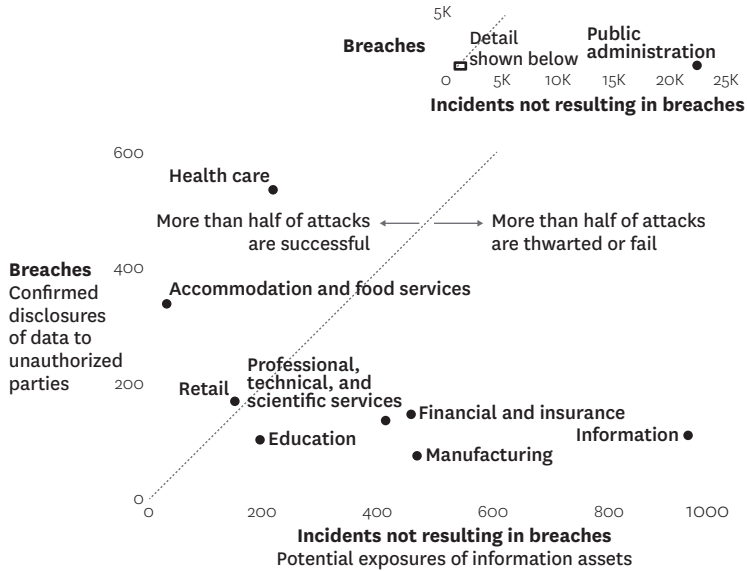 5K
Breaches
Detail
shown below
Public
administration
0
5K
10K
15K
20K
25K
Incidents not resulting in breaches
600
Health care
More than half of attacks
are successful
More than half of attacks
are thwarted or fail
400
Breaches
Confirmed
disclosures
of data to
unauthorized
parties
Accommodation and food services
200
Retail
Professional,
technical, and
scientific services
Financial and insurance
Information
Education
Manufacturing
0
0
200
400
600
800
1000
Incidents not resulting in breaches
Potential exposures of information assets